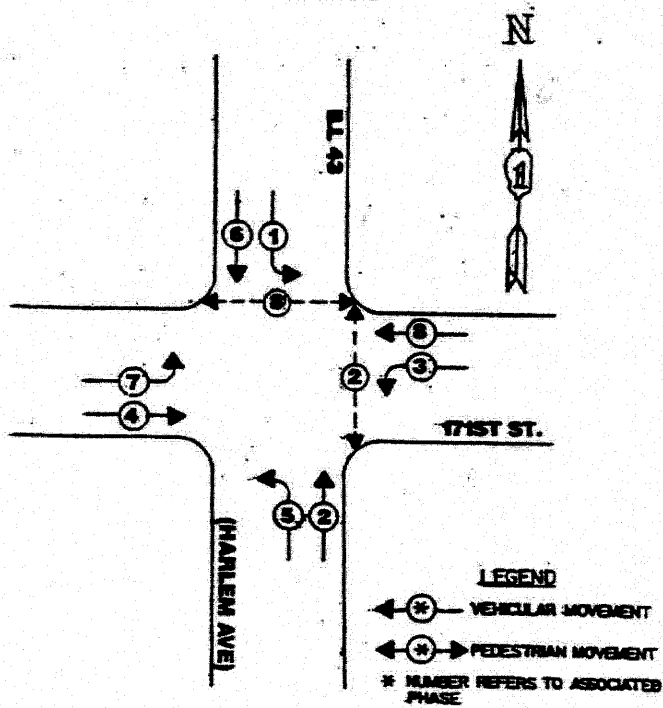 N
ILL 43
1
6
1
8
8
3
2
7
4
171ST ST.
5
2
(HARLEM AVE)
LEGEND
* VEHICULAR MOVEMENT
* PEDESTRIAN MOVEMENT
* NUMBER REFERS TO ASSOCIATED
PHASE